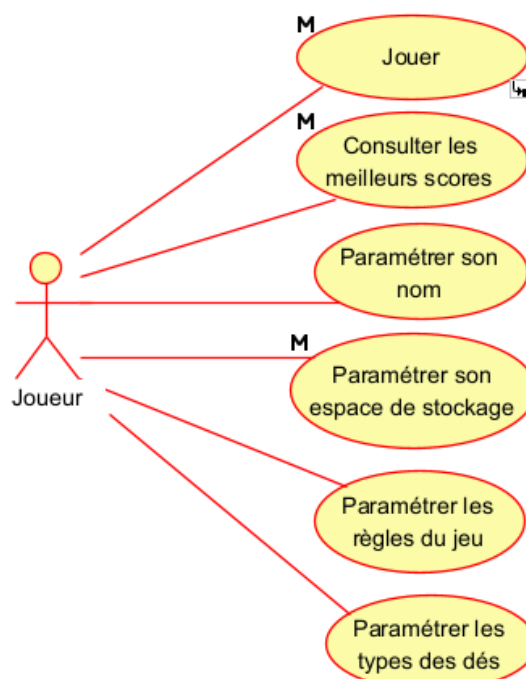 M
Jouer
M
Consulter les
meilleurs scores
Paramétrer son
nom
M
Paramétrer son
espace de stockage
Joueur
Paramétrer les
règles du jeu
Paramétrer les
types des dés